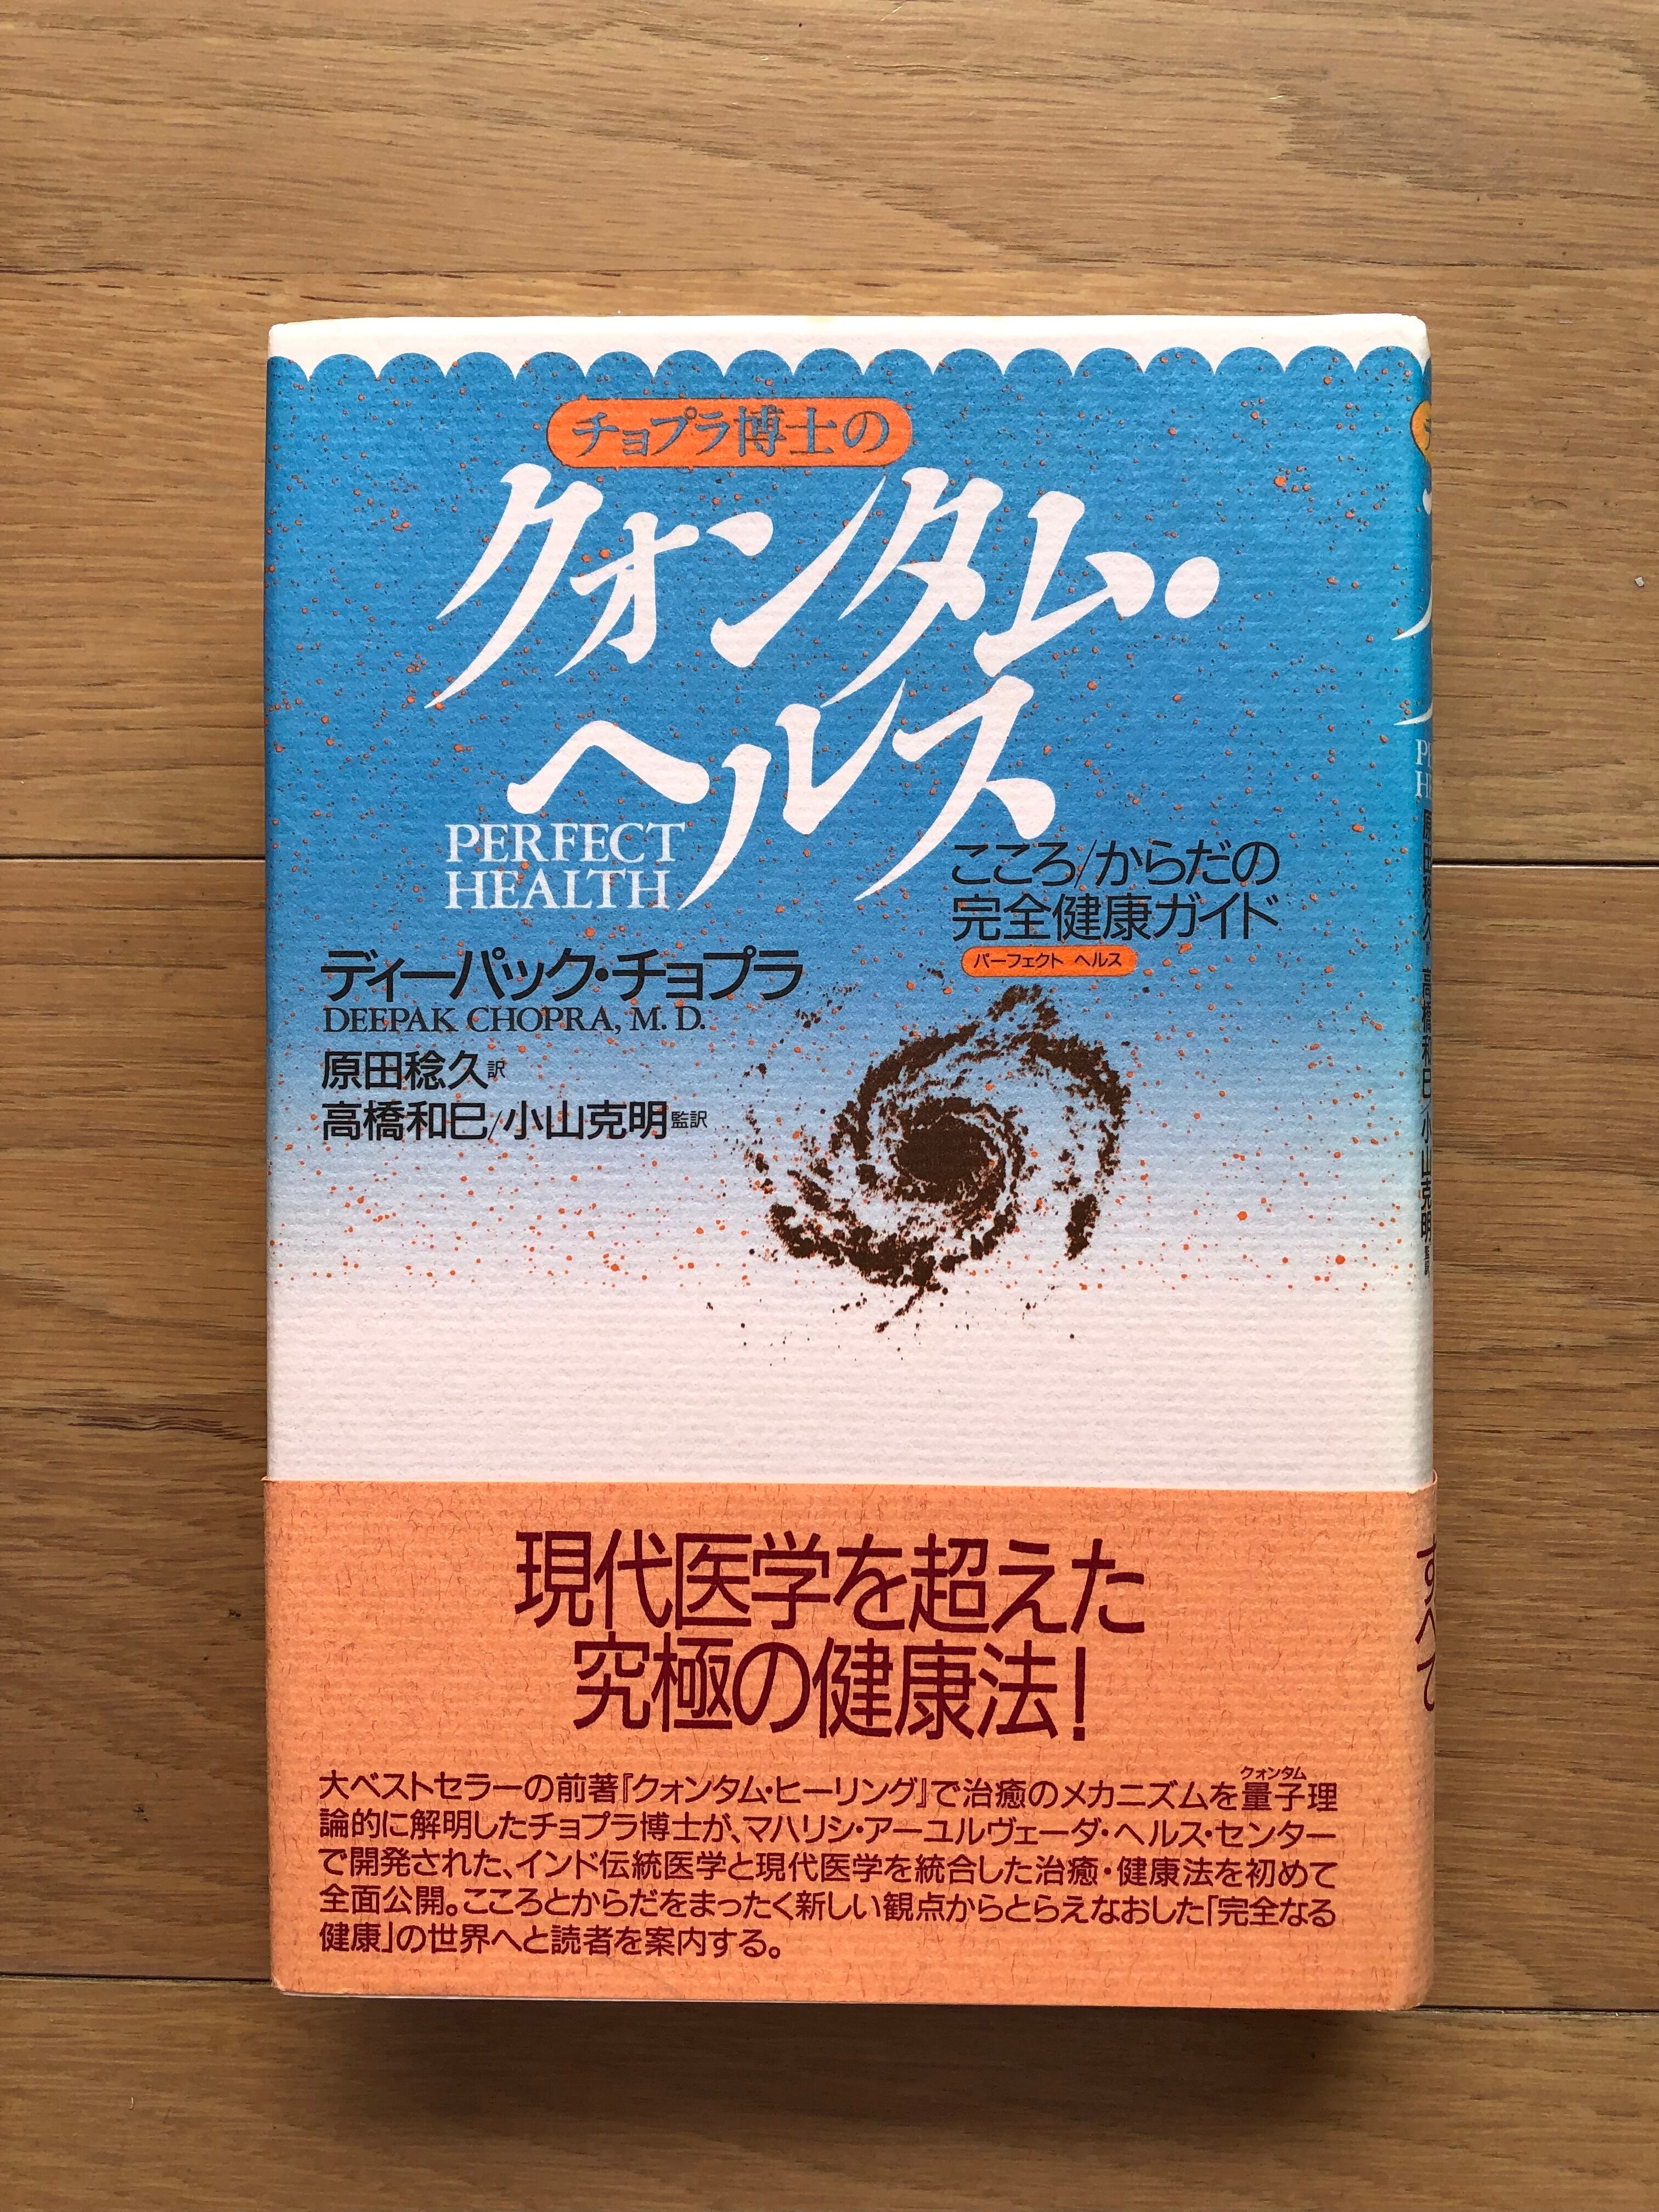 チョプラ博士の
クォンタム・
ヘルス
PERFECT
HEALTH
こころ/からだの
完全健康ガイド
パーフェクト ヘルス
ディーパック・チョプラ
DEEPAK CHOPRA, M. D.
原田稔久訳
高橋和巳/小山克明監訳
現代医学を超えた
究極の健康法!
クォンタム
大ベストセラーの前著『クォンタム・ヒーリング』で治癒のメカニズムを量子理
論的に解明したチョプラ博士が、マハリシ・アーユルヴェーダ・ヘルス・センター
で開発された、インド伝統医学と現代医学を統合した治癒・健康法を初めて
全面公開。こころとからだをまったく新しい観点からとらえなおした「完全なる
健康」の世界へと読者を案内する。
すべて